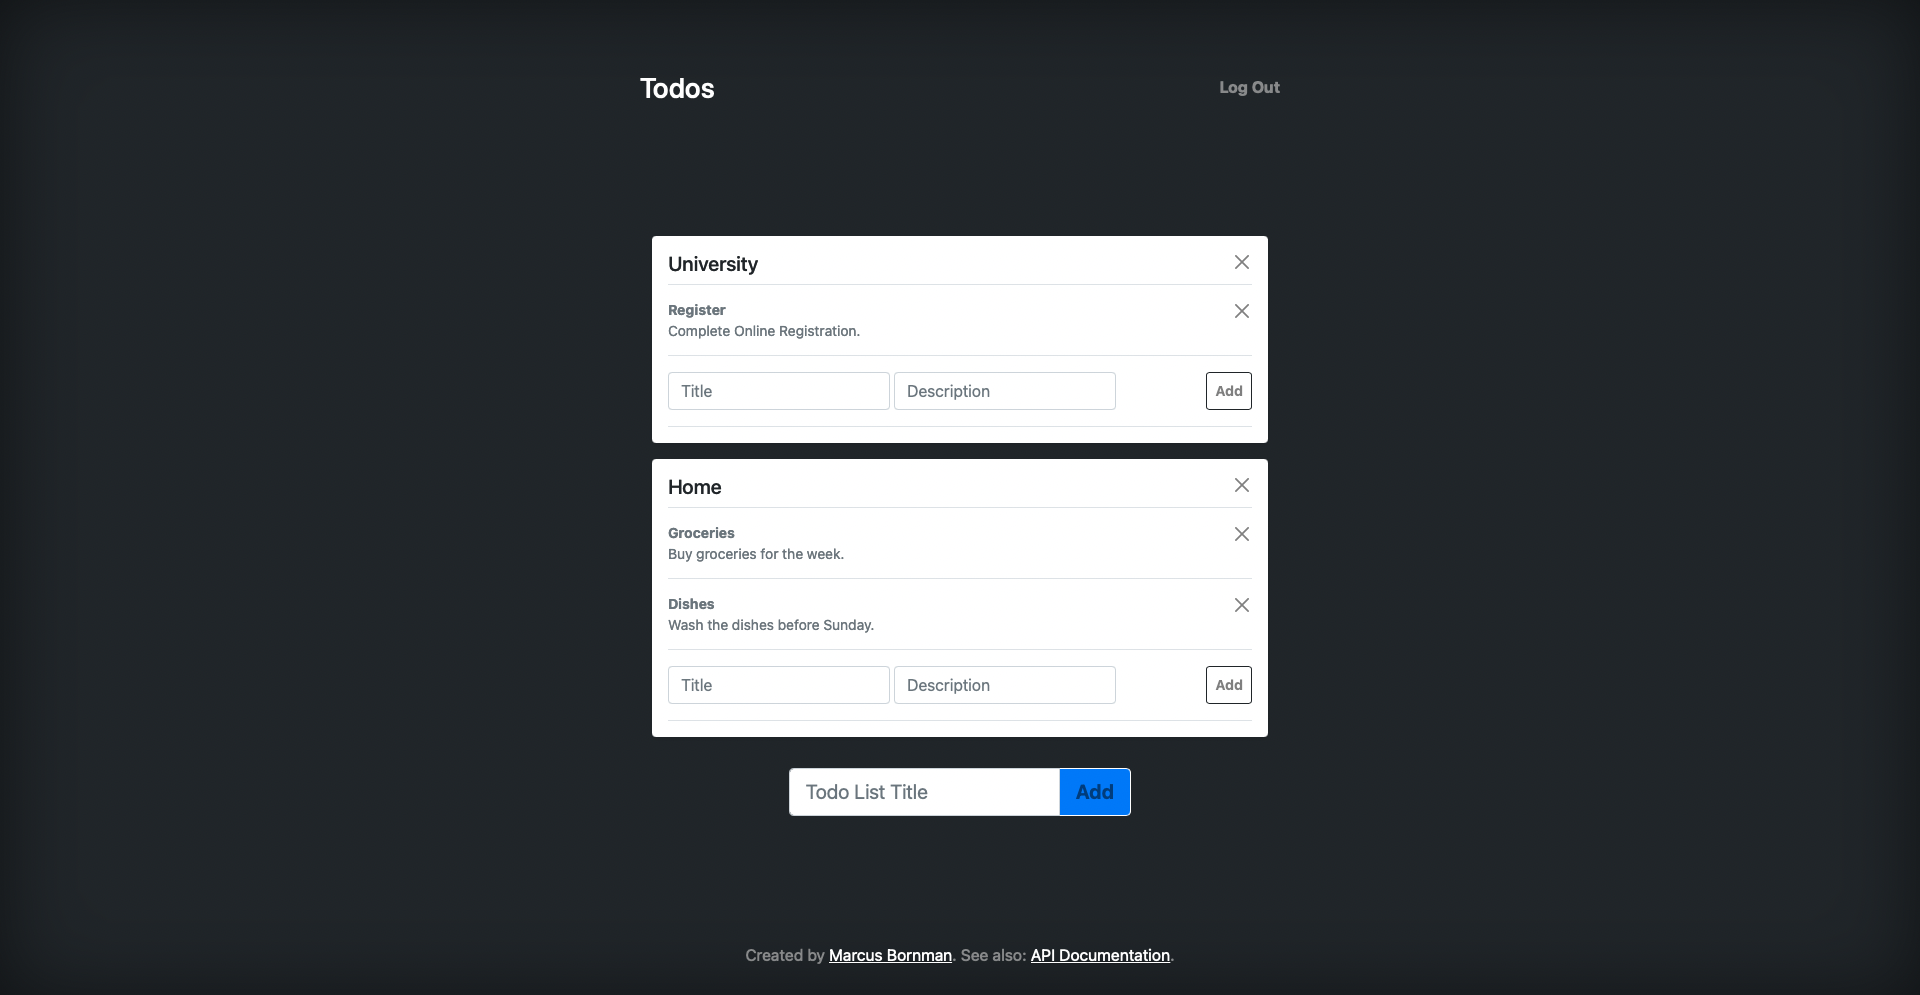 Todos
Log Out
University
Register
Complete Online Registration.
Title
Description
Add
Home
Groceries
Buy groceries for the week.
Dishes
Wash the dishes before Sunday.
Title
Description
Add
Todo List Title
Add
Created by Marcus Bornman. See also: API Documentation.